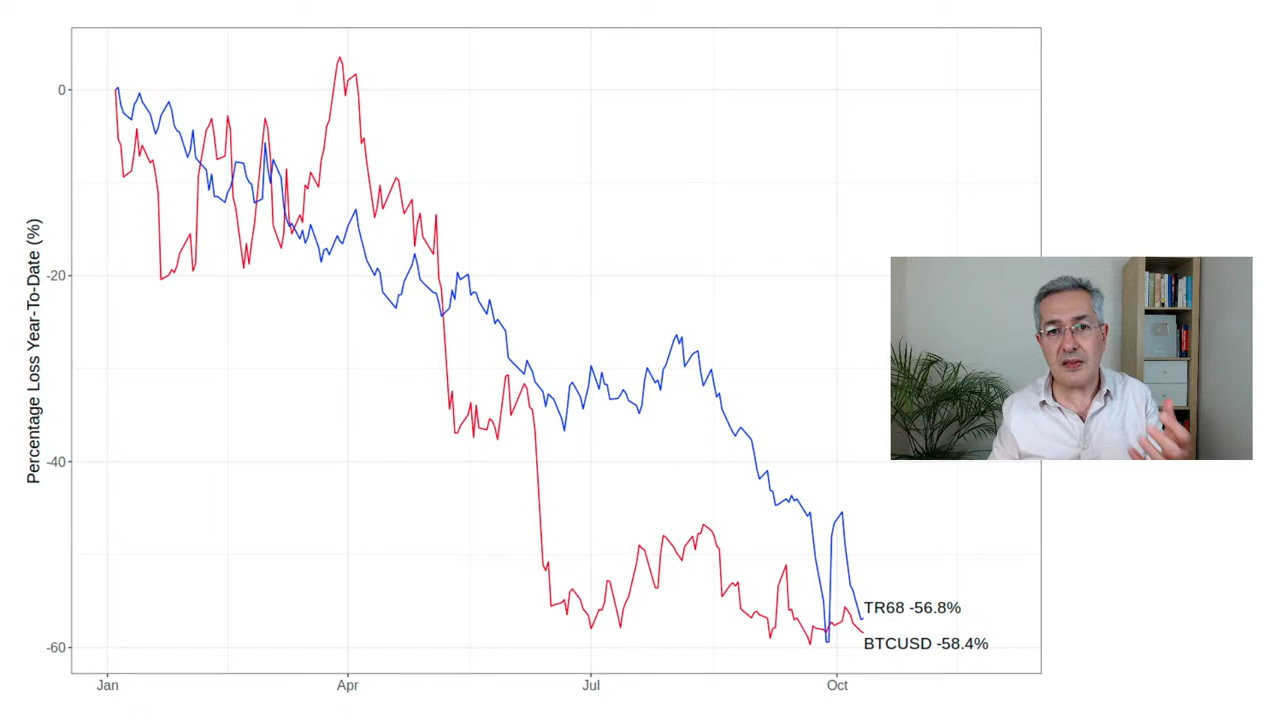 Percentage Loss Year-To-Date (%)
0
-20
-40
-60
Jan
Apr
Jul
Oct
TR68 -56.8%
BTCUSD -58.4%